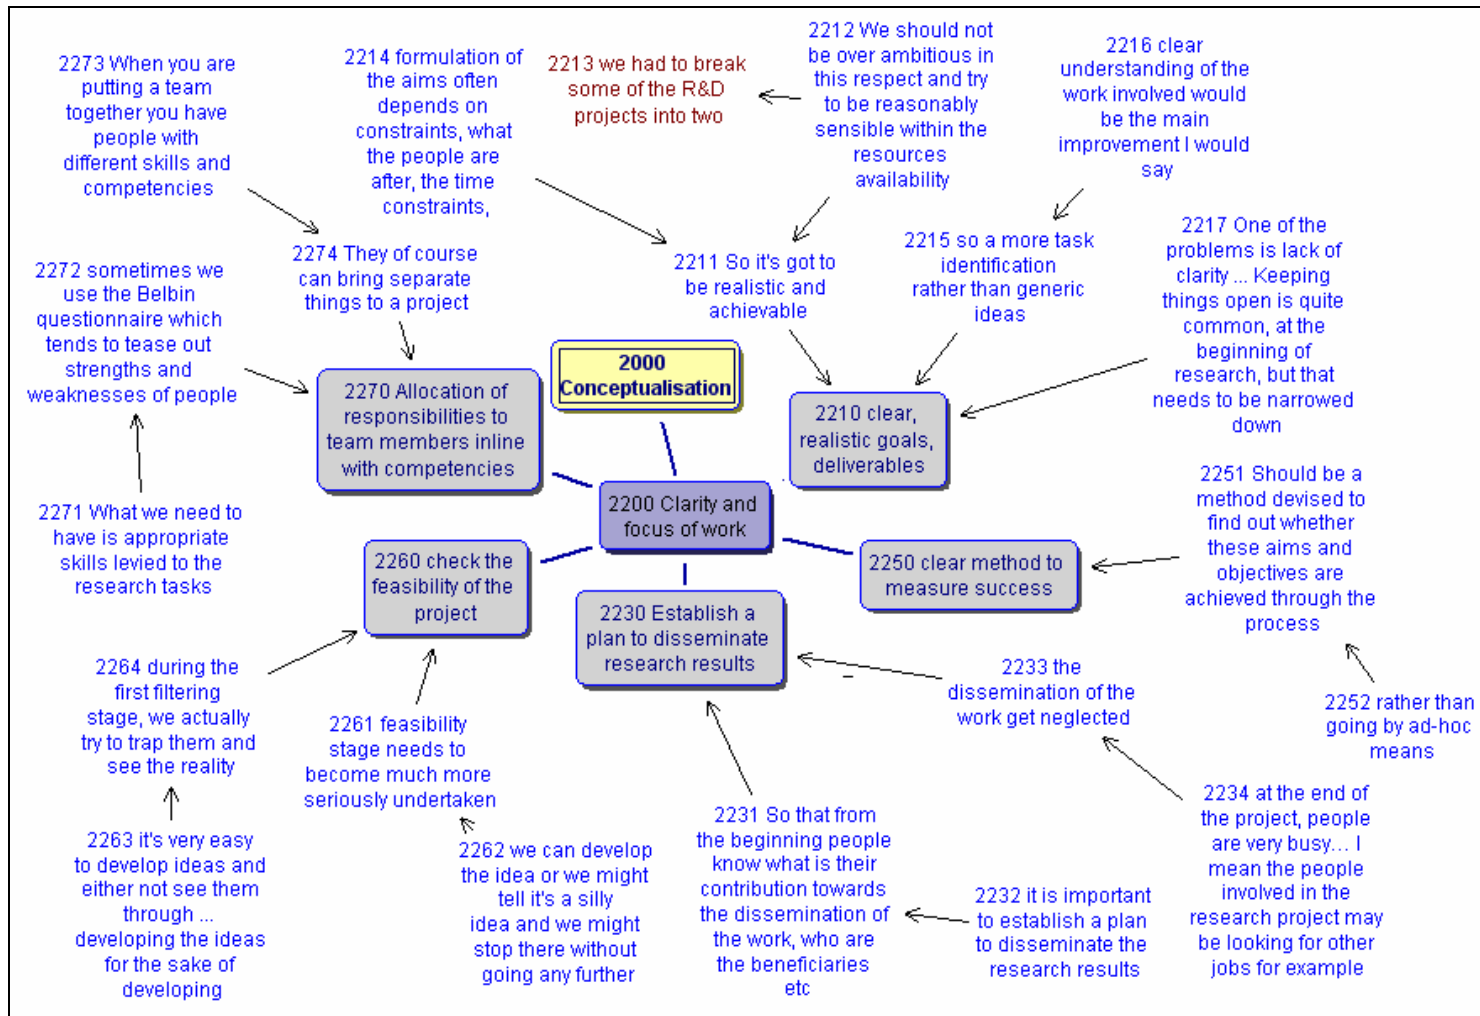 2273 When you are
putting a team
together you have
people with
different skills and
competencies
2214 formulation of
the aims often
depends on
constraints, what
the people are
after, the time
constraints,
2213 we had to break
some of the R&D
projects into two
2212 We should not
be over ambitious in
this respect and try
to be reasonably
sensible within the
resources
availability
2216 clear
understanding of the
work involved would
be the main
improvement I would
say
2272 sometimes we
use the Belbin
questionnaire which
tends to tease out
strengths and
weaknesses of people
2274 They of course
can bring separate
things to a project
2211 So it's got to
be realistic and
achievable
2215 so a more task
identification
rather than generic
ideas
2217 One of the
problems is lack of
clarity ... Keeping
things open is quite
common, at the
beginning of
research, but that
needs to be narrowed
down
2000
Conceptualisation
2270 Allocation of
responsibilities to
team members inline
with competencies
2210 clear,
realistic goals,
deliverables
2200 Clarity and
focus of work
2271 What we need to
have is appropriate
skills levied to the
research tasks
2260 check the
feasibility of the
project
2250 clear method to
measure success
2251 Should be a
method devised to
find out whether
these aims and
objectives are
achieved through the
process
2230 Establish a
plan to disseminate
research results
2264 during the
first filtering
stage, we actually
try to trap them and
see the reality
2261 feasibility
stage needs to
become much more
seriously undertaken
2233 the
dissemination of the
work get neglected
2252 rather than
going by ad-hoc
means
2263 it's very easy
to develop ideas and
either not see them
through ...
developing the ideas
for the sake of
developing
2262 we can develop
the idea or we might
tell it's a silly
idea and we might
stop there without
going any further
2231 So that from
the beginning people
know what is their
contribution towards
the dissemination of
the work, who are
the beneficiaries
etc
2232 it is important
to establish a plan
to disseminate the
research results
2234 at the end of
the project, people
are very busy... I
mean the people
involved in the
research project may
be looking for other
jobs for example